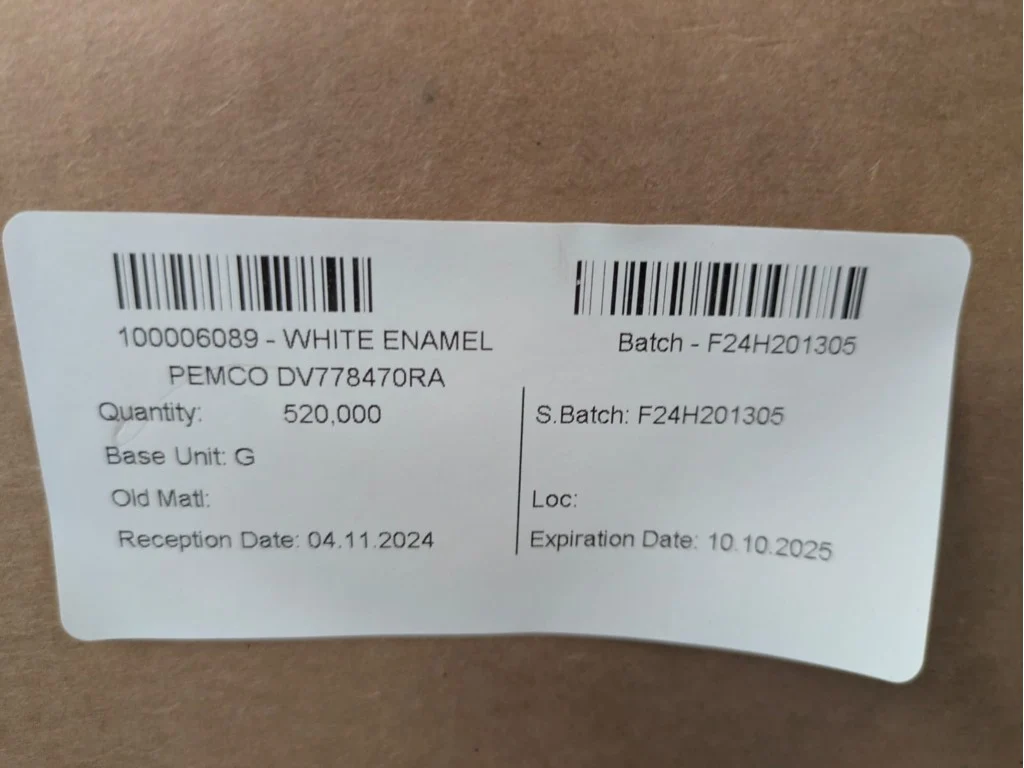 100006089 - WHITE ENAMEL
PEMCO DV778470RA
Quantity: 520,000
Base Unit: G
Old Matl:
Reception Date: 04.11.2024
Batch - F24H201305
S.Batch: F24H201305
Loc:
Expiration Date: 10.10.2025